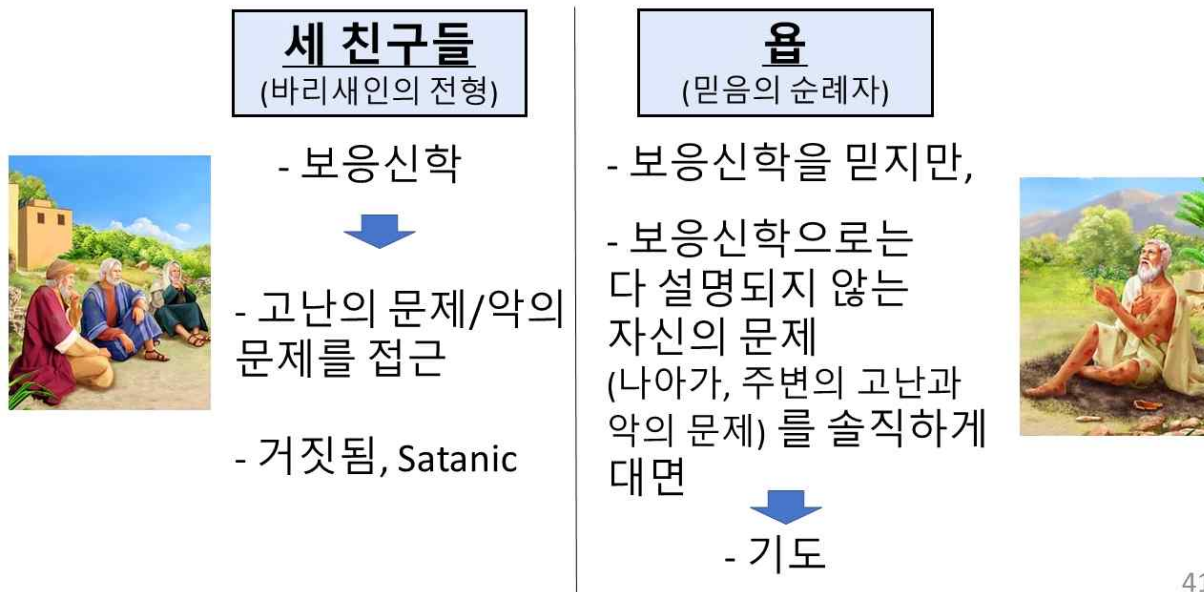 세 친구들
(바리새인의 전형)
- 보응신학
- 고난의 문제/악의
문제를 접근
- 거짓됨, Satanic
욥
(믿음의 순례자)
- 보응신학을 믿지만,
- 보응신학으로는
다 설명되지 않는
자신의 문제
(나아가, 주변의 고난과
악의 문제) 를 솔직하게
대면
- 기도
41